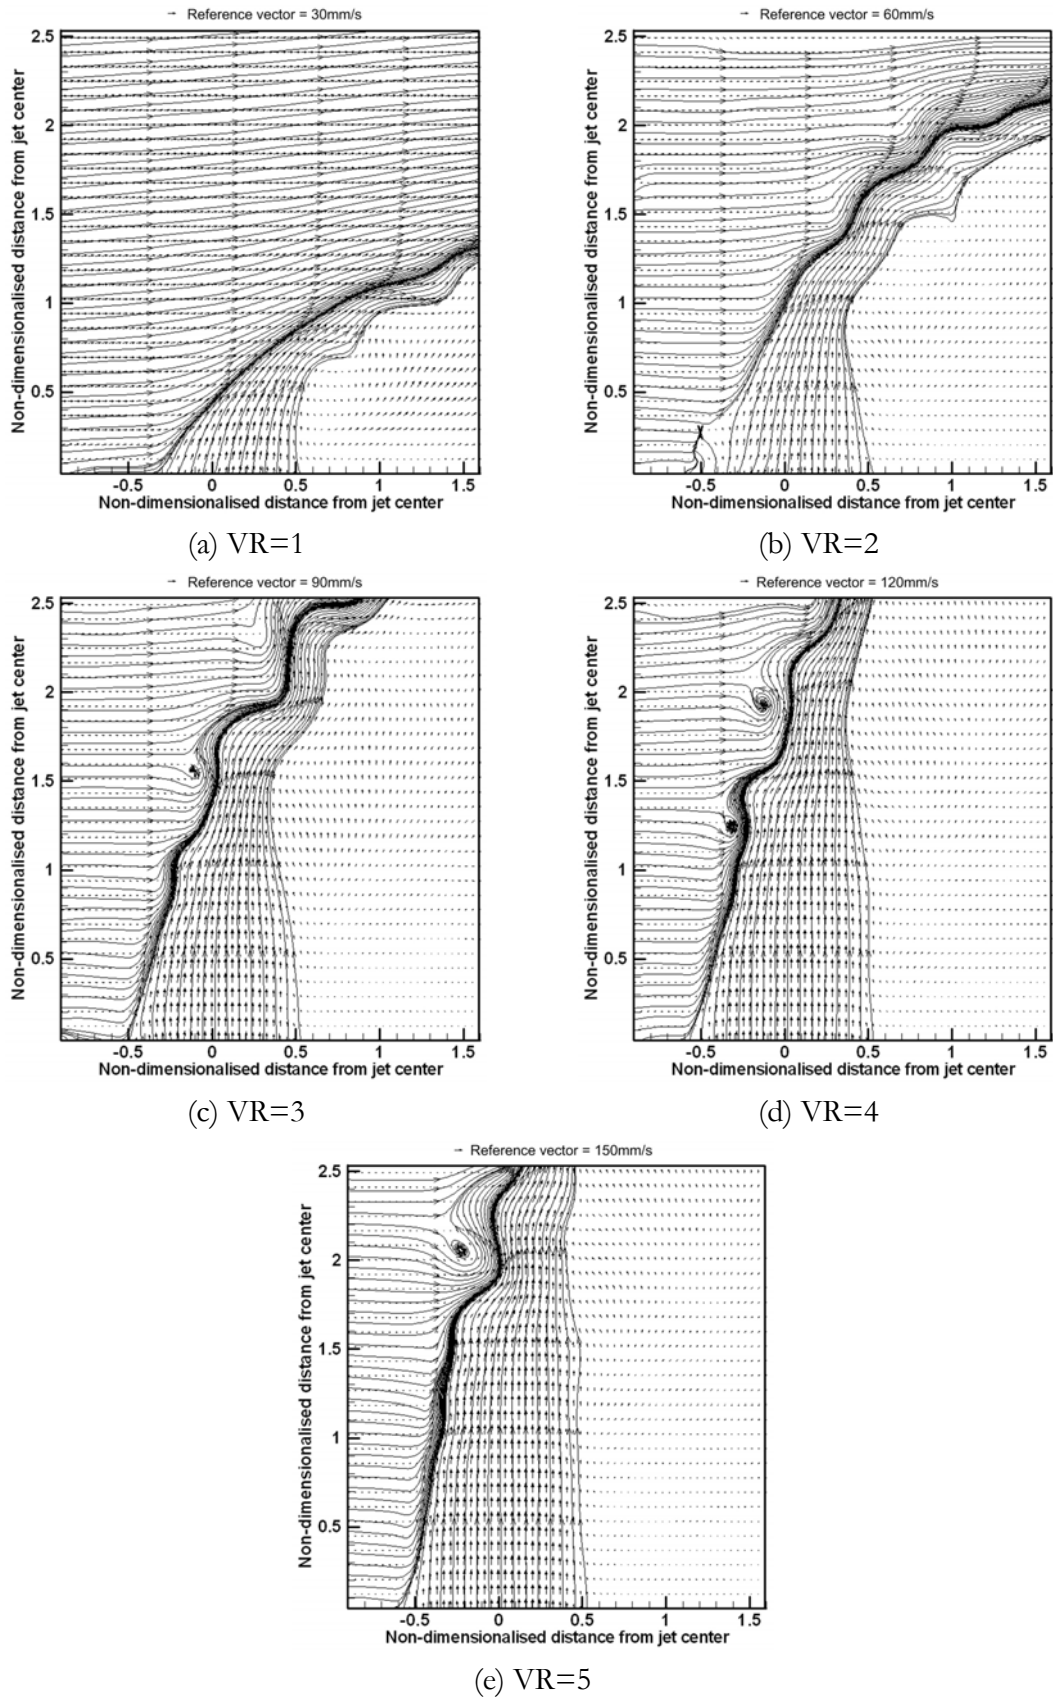 Reference vector = 30mm/s
Non-dimensionalised distance from jet center
2.5
2
1.5
1
0.5
-0.5 0 0.5 1 1.5
Non-dimensionalised distance from jet center
(a) VR=1
Reference vector = 60mm/s
Non-dimensionalised distance from jet center
2.5
2
1.5
1
0.5
-0.5 0 0.5 1 1.5
Non-dimensionalised distance from jet center
(b) VR=2
Reference vector = 90mm/s
Non-dimensionalised distance from jet center
2.5
2
1.5
1
0.5
-0.5 0 0.5 1 1.5
Non-dimensionalised distance from jet center
(c) VR=3
Reference vector = 120mm/s
Non-dimensionalised distance from jet center
2.5
2
1.5
1
0.5
-0.5 0 0.5 1 1.5
Non-dimensionalised distance from jet center
(d) VR=4
Reference vector = 150mm/s
Non-dimensionalised distance from jet center
2.5
2
1.5
1
0.5
-0.5 0 0.5 1 1.5
Non-dimensionalised distance from jet center
(e) VR=5